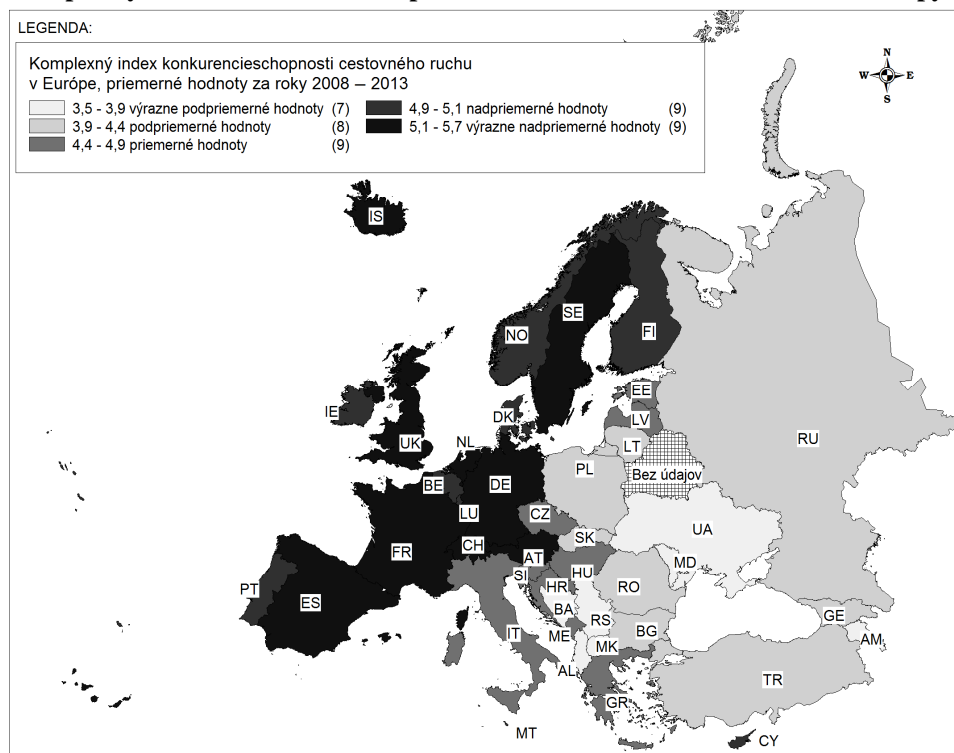 LEGENDA:
Komplexný index konkurencieschopnosti cestovného ruchu
v Európe, priemerné hodnoty za roky 2008 – 2013
3,5 - 3,9 výrazne podpriemerné hodnoty (7)
3,9 - 4,4 podpriemerné hodnoty (8)
4,4 - 4,9 priemerné hodnoty (9)
4,9 - 5,1 nadpriemerné hodnoty (9)
5,1 - 5,7 výrazne nadpriemerné hodnoty (9)
N
W E
S
IS
SE
NO
FI
EE
IE
DK
LV
RU
UK
NL
LT
PL
Bez údajov
BE
DE
LU
CZ
UA
SK
CH
FR
AT
MD
HU
SI
PT
HR
RO
ES
BA
RS
GE
IT
ME
BG
AM
MK
AL
TR
GR
MT
CY